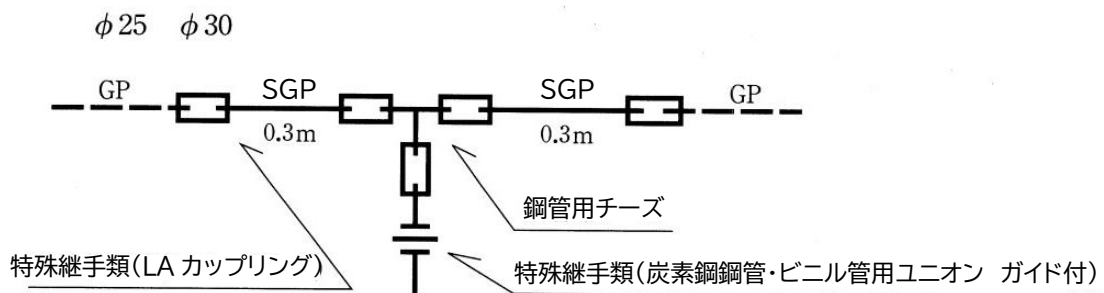 φ25 φ30
GP SGP SGP GP
0.3m 0.3m
鋼管用チーズ
特殊継手類(LAカップリング)
特殊継手類(炭素鋼鋼管・ビニル管用ユニオン ガイド付)